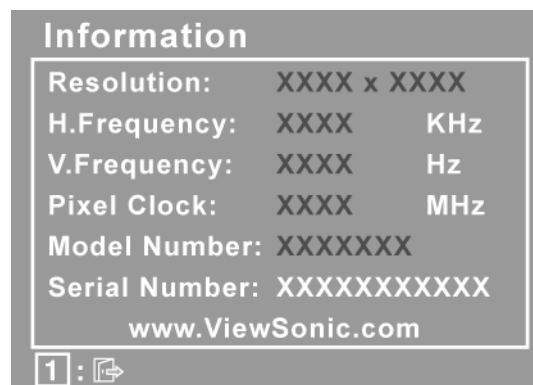 Information
Resolution: XXXX x XXXX
H.Frequency: XXXX KHz
V.Frequency: XXXX Hz
Pixel Clock: XXXX MHz
Model Number: XXXXXXX
Serial Number: XXXXXXXXXXX
www.ViewSonic.com
1 :